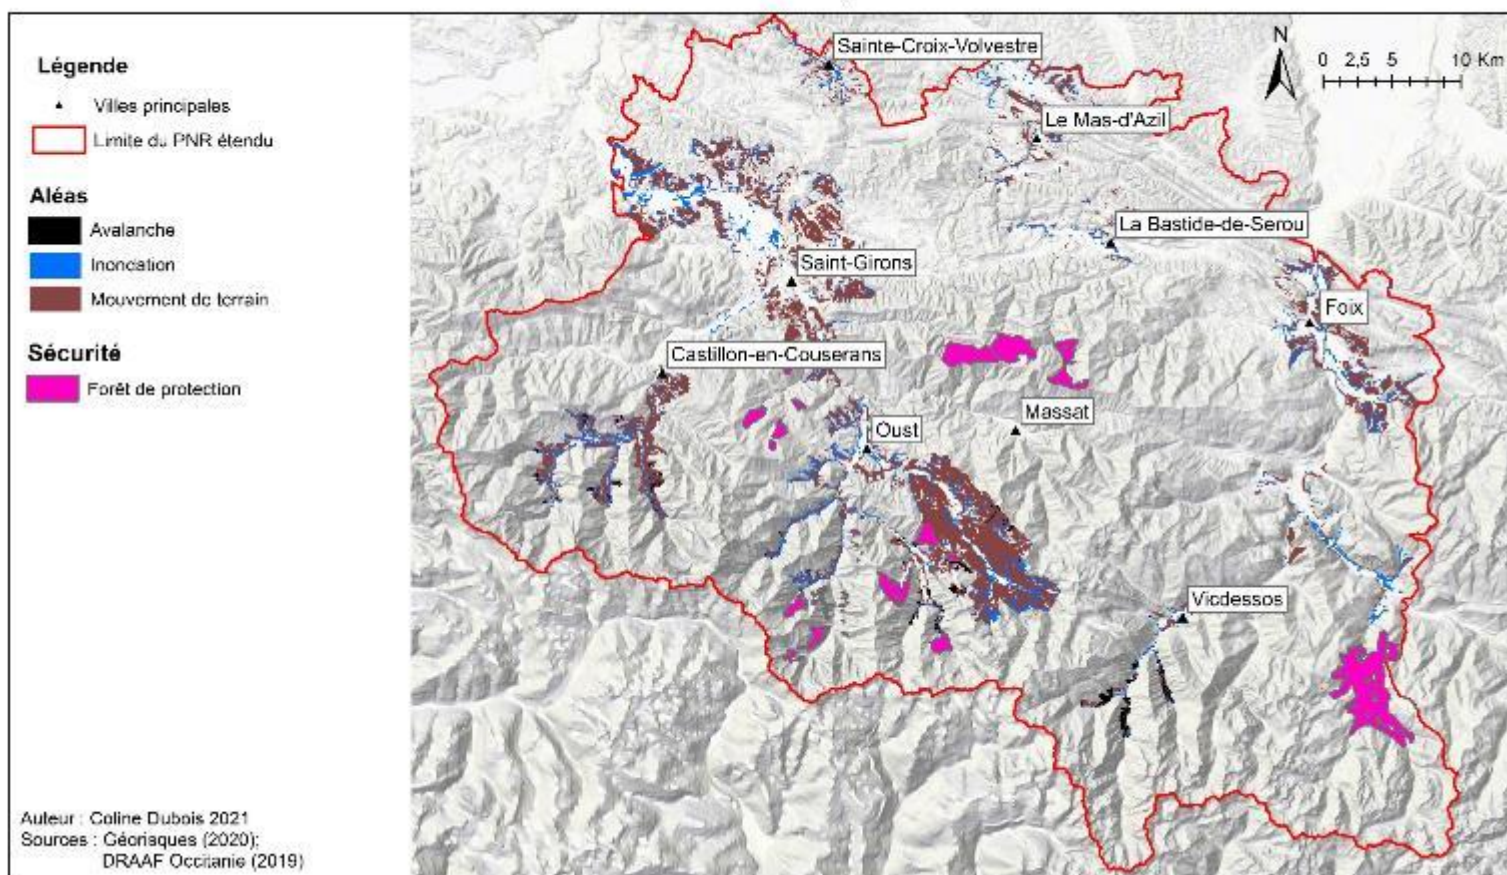 Légende
Villes principales
Limite du PNR étendu
Aléas
Avalanche
Inoncation
Mouvement de terrain
Sécurité
Forêt de protection
Auteur : Coline Dubois 2021
Sources : Géorisques (2020);
DRAAF Occitanie (2019)
N
0 2,5 5 10 Km
Sainte-Croix-Volvestre
Le Mas-d'Azil
La Bastide-de-Serou
Saint-Girons
Foix
Castillon-en-Couserans
Massat
Oust
Vicdessos